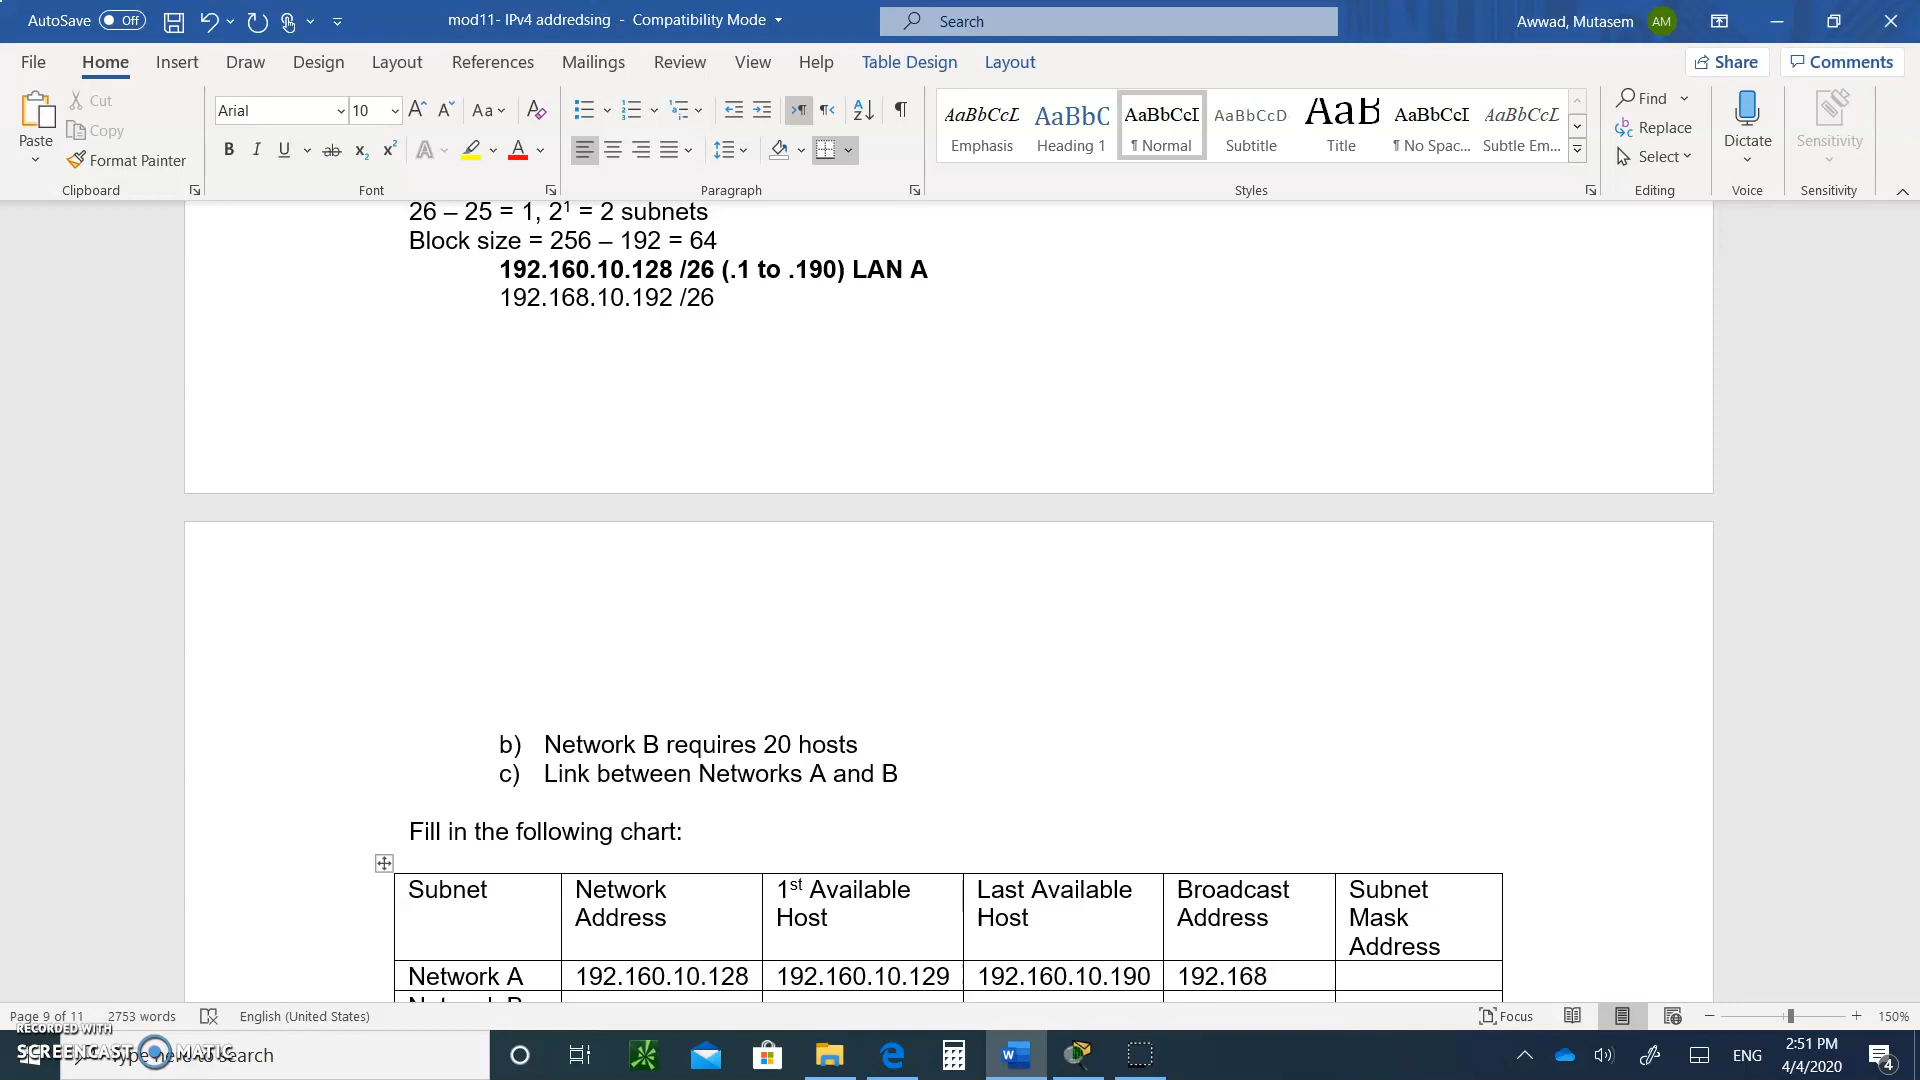 AutoSave Off
mod11- IPv4 addredsing - Compatibility Mode
Search
Awwad, Mutasem AM
File Home Insert Draw Design Layout References Mailings Review View Help Table Design Layout
Share Comments
Paste
Cut
Copy
Format Painter
Arial 10
AaBbCcL AaBbC AaBbCcI AaBbCcD AaB AaBbCcI AaBbCcL
Emphasis Heading 1 ¶ Normal Subtitle Title ¶ No Spac... Subtle Em...
Find
Replace
Select
Dictate
Sensitivity
Clipboard Font Paragraph Styles Editing Voice Sensitivity
26 – 25 = 1, 2¹ = 2 subnets
Block size = 256 – 192 = 64
192.160.10.128 /26 (.1 to .190) LAN A
192.168.10.192 /26
b) Network B requires 20 hosts
c) Link between Networks A and B
Fill in the following chart:
Subnet Network Address 1st Available Host Last Available Host Broadcast Address Subnet Mask Address
Network A 192.160.10.128 192.160.10.129 192.160.10.190 192.168
Page 9 of 11 2753 words English (United States)
Focus 150%
RECORDED WITH
SCREENCAST MATIC
Type here to search
ENG
2:51 PM
4/4/2020
4